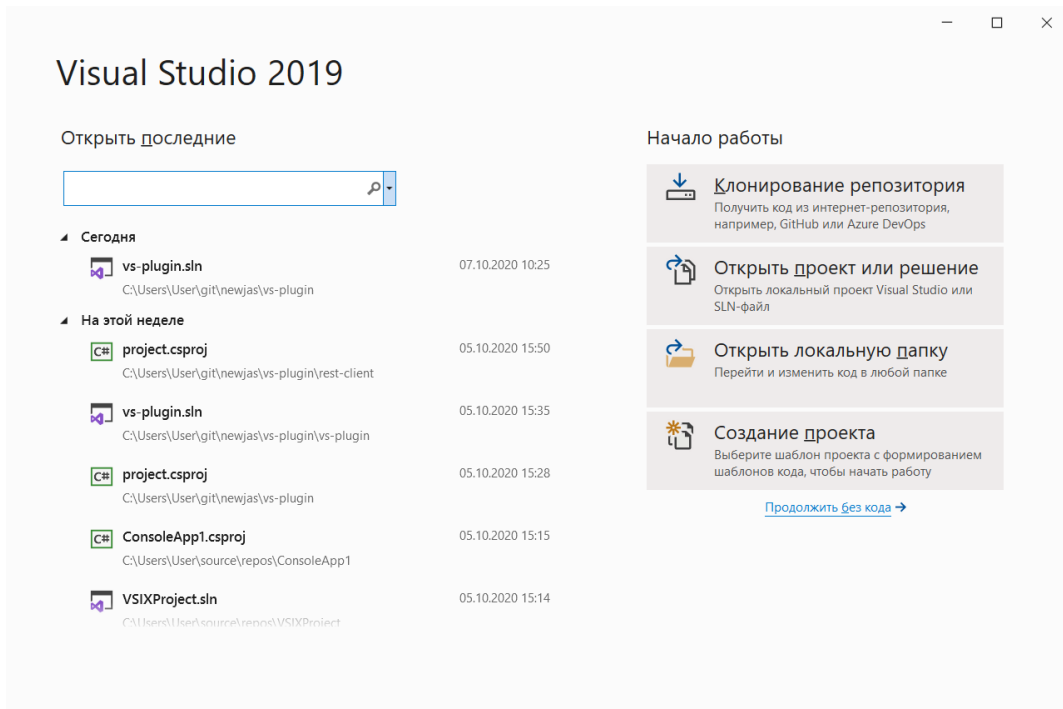 Visual Studio 2019
Открыть последние
Сегодня
vs-plugin.sln 07.10.2020 10:25
C:\Users\User\git\newjas\vs-plugin
На этой неделе
C# project.csproj 05.10.2020 15:50
C:\Users\User\git\newjas\vs-plugin\rest-client
vs-plugin.sln 05.10.2020 15:35
C:\Users\User\git\newjas\vs-plugin\vs-plugin
C# project.csproj 05.10.2020 15:28
C:\Users\User\git\newjas\vs-plugin
C# ConsoleApp1.csproj 05.10.2020 15:15
C:\Users\User\source\repos\ConsoleApp1
VSIXProject.sln 05.10.2020 15:14
C:\Users\User\source\repos\VSIXProject
Начало работы
Клонирование репозитория
Получить код из интернет-репозитория,
например, GitHub или Azure DevOps
Открыть проект или решение
Открыть локальный проект Visual Studio или
SLN-файл
Открыть локальную папку
Перейти и изменить код в любой папке
Создание проекта
Выберите шаблон проекта с формированием
шаблонов кода, чтобы начать работу
Продолжить без кода →